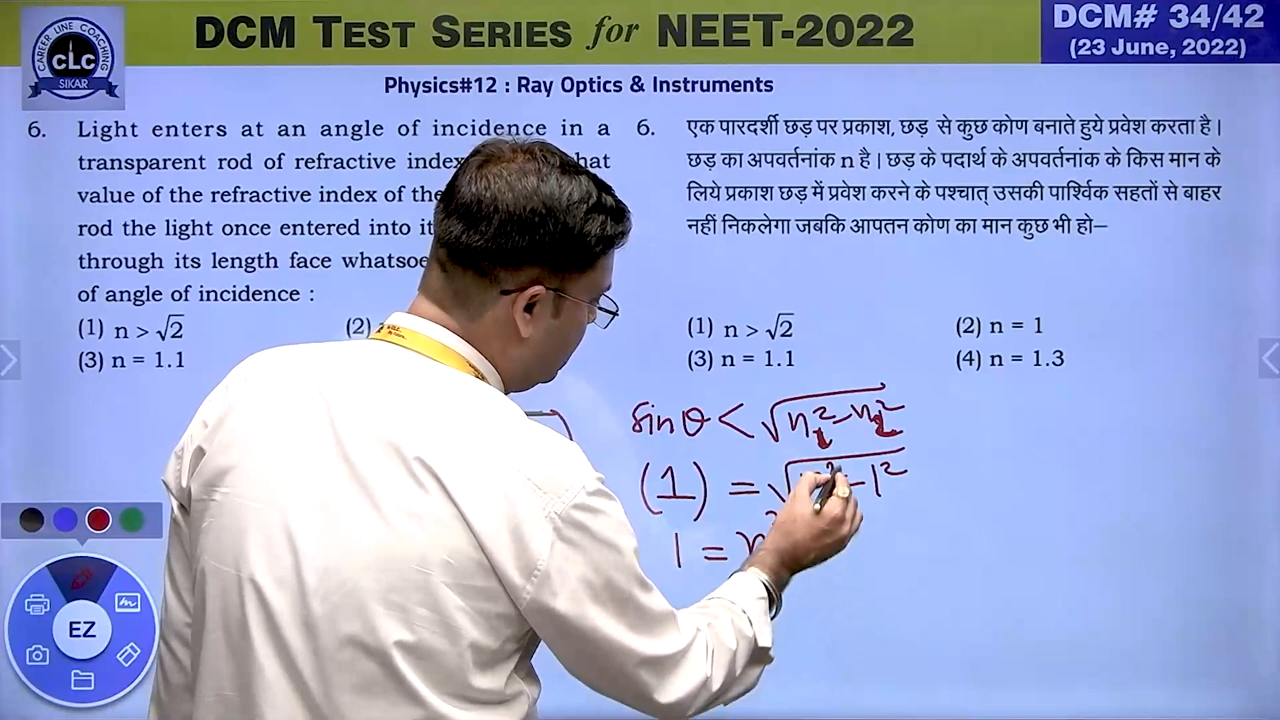 CAREER LINE COACHING
CLC
SIKAR
DCM TEST SERIES for NEET-2022
DCM# 34/42
(23 June, 2022)
Physics#12 : Ray Optics & Instruments
6. Light enters at an angle of incidence in a
transparent rod of refractive index
value of the refractive index of the
rod the light once entered into it
through its length face
of angle of incidence :
(1) n > √2
(2)
(3) n = 1.1
6. एक पारदर्शी छड़ पर प्रकाश, छड़ से कुछ कोण बनाते हुये प्रवेश करता है।
छड़ का अपवर्तनांक n है। छड़ के पदार्थ के अपवर्तनांक के किस मान के
लिये प्रकाश छड़ में प्रवेश करने के पश्चात् उसकी पार्श्विक सहतों से बाहर
नहीं निकलेगा जबकि आपतन कोण का मान कुछ भी हो–
(1) n > √2 (2) n = 1
(3) n = 1.1 (4) n = 1.3
sin θ < √n₁² – n₂²
(1) = √ – 1²
1 = n
EZ